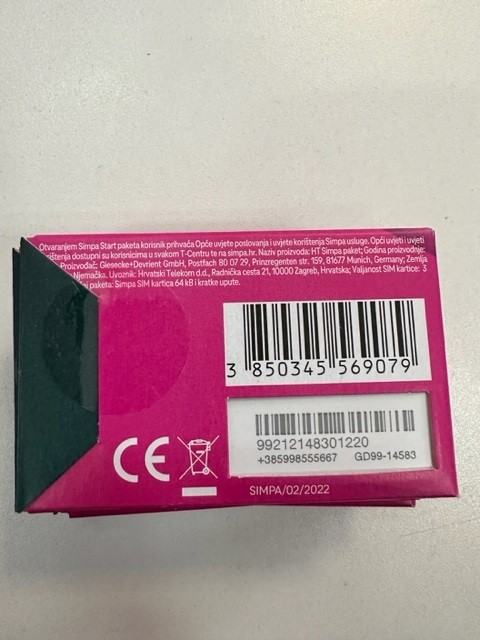 Otvaranjem Simpa Start paketa korisnik prihvaća Opće uvjete poslovanja i uvjete korištenja Simpa usluge. Opći uvjeti i uvjeti
korištenja dostupni su korisnicima u svakom T-Centru te na simpa.hr. Naziv proizvoda: HT Simpa paket; Godina proizvodnje:
Proizvođač: Giesecke+Devrient GmbH, Postfach 80 07 29, Prinzregenten str. 159, 81677 Munich, Germany; Zemlja
Njemačka. Uvoznik: Hrvatski Telekom d.d., Radnička cesta 21, 10000 Zagreb, Hrvatska; Valjanost SIM kartice: 3
paketa: Simpa SIM kartica 64 kB i kratke upute.
3 850345 569079
99212148301220
+385998555667 GD99-14583
CE
SIMPA/02/2022